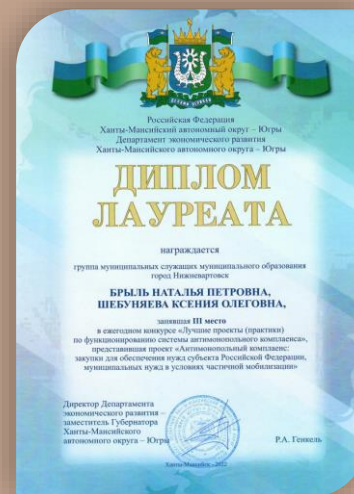 Российская Федерация
Ханты-Мансийский автономный округ – Югры
Департамент экономического развития
Ханты-Мансийского автономного округа – Югры
ДИПЛОМ
ЛАУРЕАТА
награждается
группа муниципальных служащих муниципального образования
город Нижневартовск
БРЫЛЬ НАТАЛЬЯ ПЕТРОВНА,
ШЕБУНЯЕВА КСЕНИЯ ОЛЕГОВНА,
занявшая III место
в ежегодном конкурсе «Лучшие проекты (практики)
по функционированию системы антимонопольного комплаенса»,
представившая проект «Антимонопольный комплаенс:
закупки для обеспечения нужд субъекта Российской Федерации,
муниципальных нужд в условиях частичной мобилизации»
Директор Департамента
экономического развития –
заместитель Губернатора
Ханты-Мансийского
автономного округа – Югры
Р.А. Генкель
Ханты-Мансийск - 2022